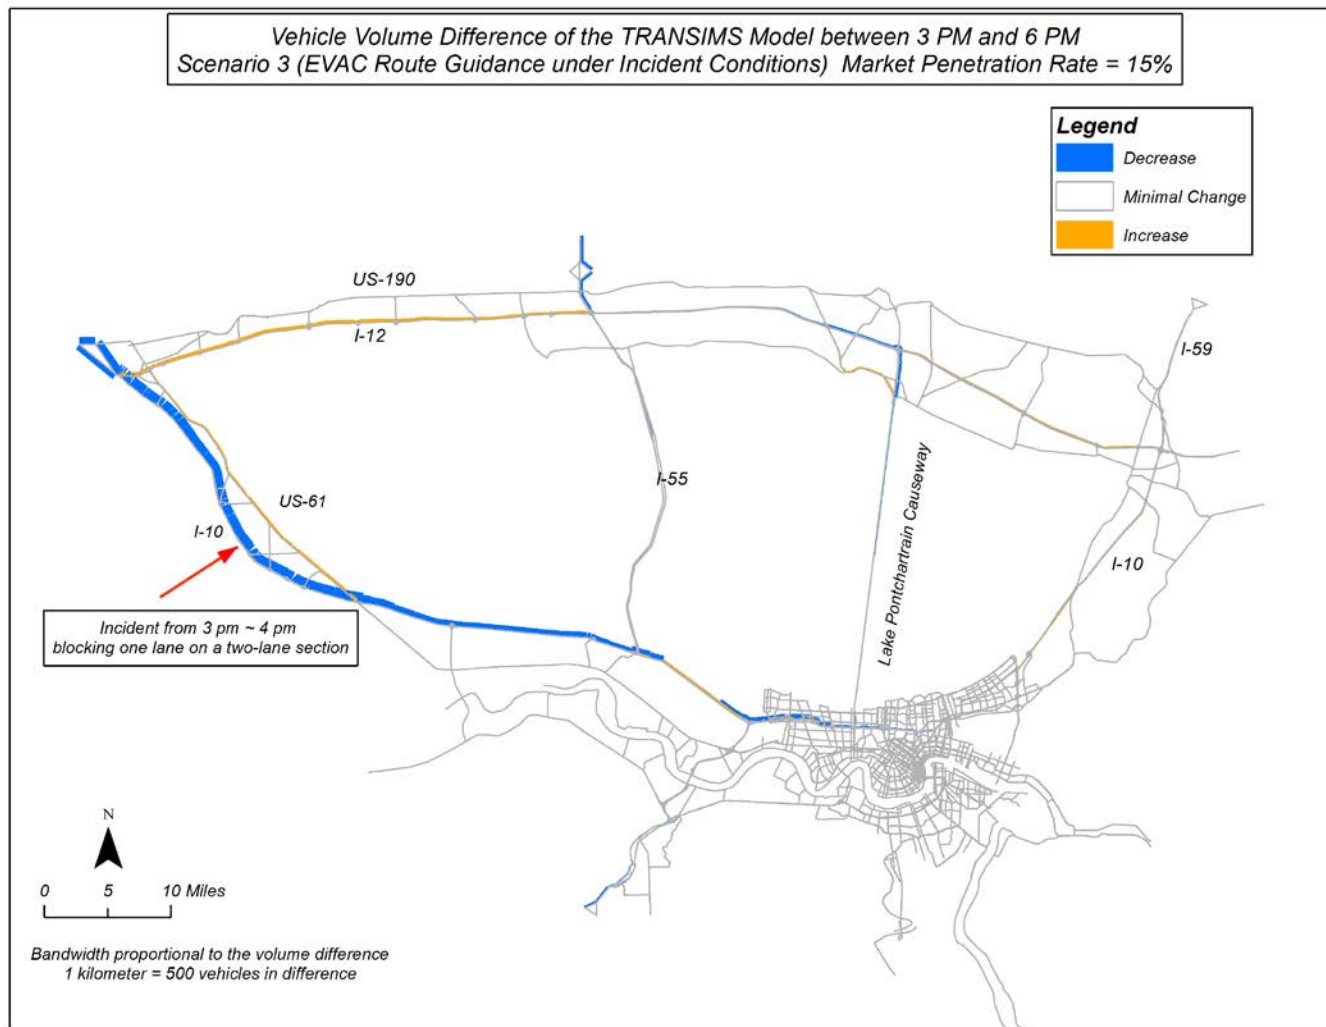 Vehicle Volume Difference of the TRANSIMS Model between 3 PM and 6 PM
Scenario 3 (EVAC Route Guidance under Incident Conditions)  Market Penetration Rate = 15%
Legend
Decrease
Minimal Change
Increase
US-190
I-12
I-59
US-61
I-55
I-10
Lake Pontchartrain Causeway
I-10
Incident from 3 pm ~ 4 pm
blocking one lane on a two-lane section
N
0 5 10 Miles
Bandwidth proportional to the volume difference
1 kilometer = 500 vehicles in difference